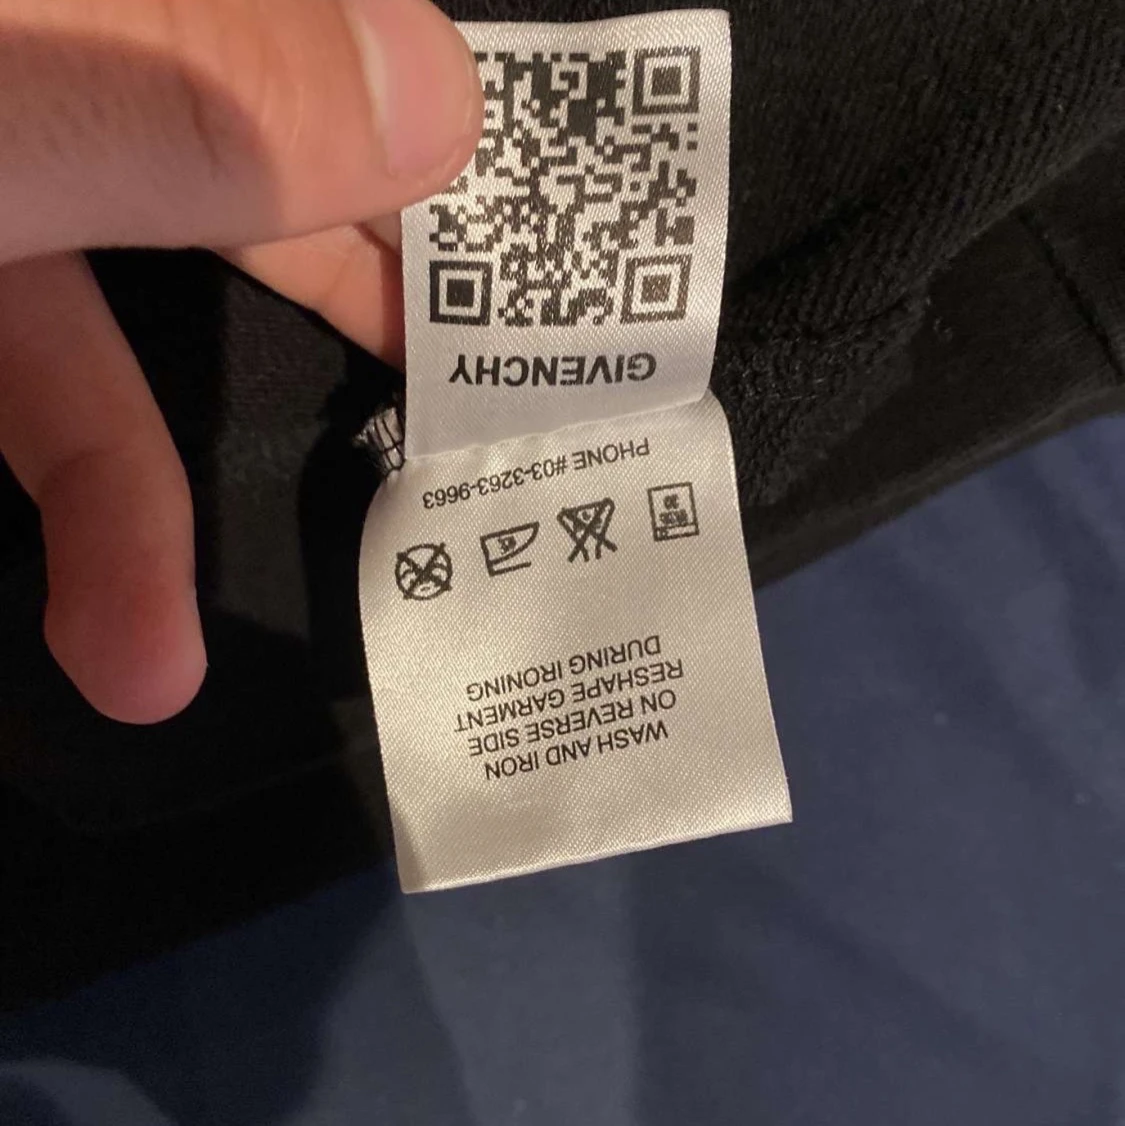 WASH AND IRON
ON REVERSE SIDE
RESHAPE GARMENT
DURING IRONING
PHONE #03-3263-9663
GIVENCHY